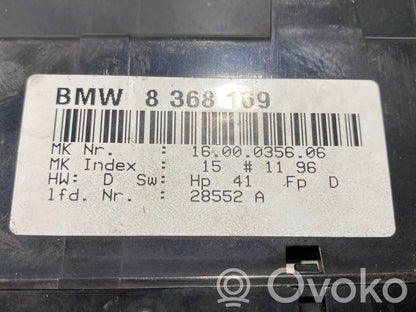 BMW 8 368 169
MK Nr. : 16.00.0356.06
MK Index : 15 # 11 96
HW: D Sw: Hp 41 Fp D
lfd. Nr. : 28552 A
Ovoko